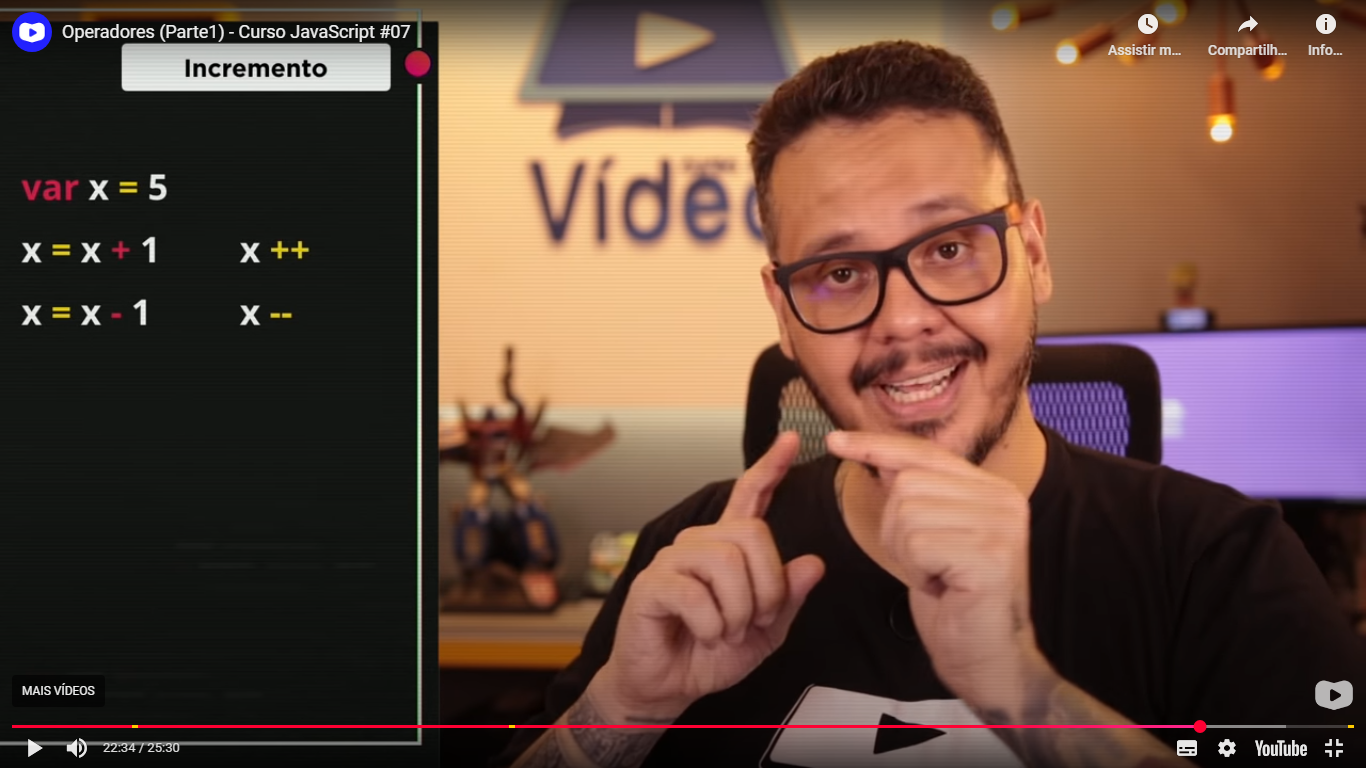 Operadores (Parte1) - Curso JavaScript #07
Assistir m...
Compartilh...
Info...
Incremento
var x = 5
x = x + 1 x ++
x = x - 1 x --
Víde
MAIS VÍDEOS
22:34 / 25:30
YouTube